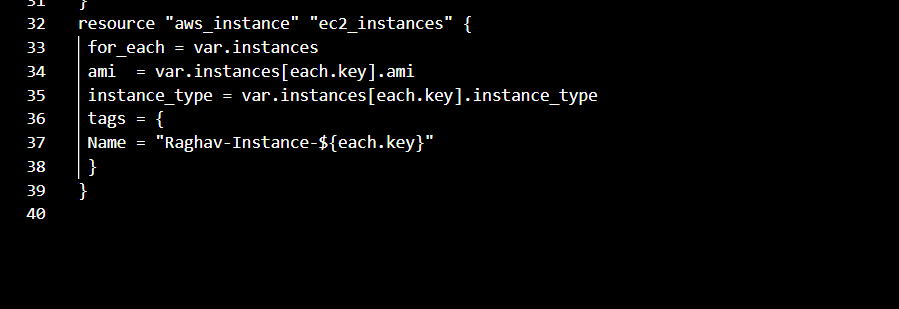 31 }
32 resource "aws_instance" "ec2_instances" {
33 for_each = var.instances
34 ami  = var.instances[each.key].ami
35 instance_type = var.instances[each.key].instance_type
36 tags = {
37 Name = "Raghav-Instance-${each.key}"
38 }
39 }
40